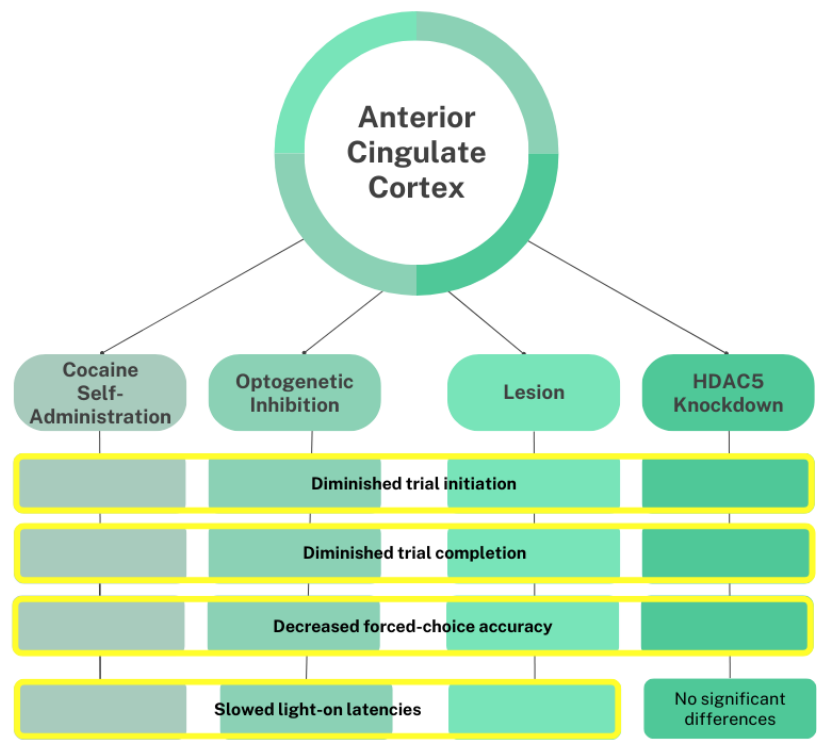 Anterior
Cingulate
Cortex
Cocaine
Self-
Administration
Optogenetic
Inhibition
Lesion
HDAC5
Knockdown
Diminished trial initiation
Diminished trial completion
Decreased forced-choice accuracy
Slowed light-on latencies
No significant
differences